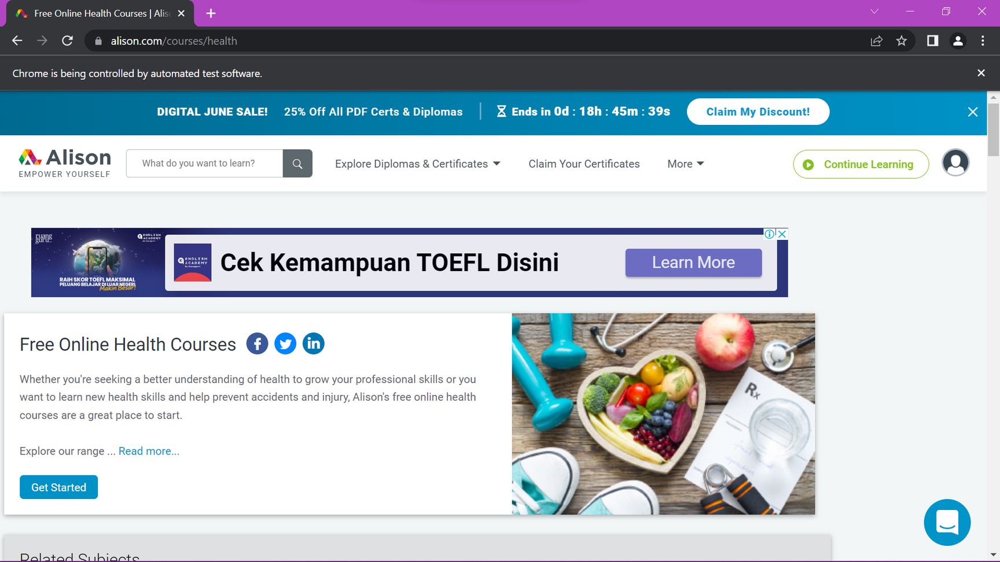 Free Online Health Courses | Alis
alison.com/courses/health
Chrome is being controlled by automated test software.
DIGITAL JUNE SALE! 25% Off All PDF Certs & Diplomas Ends in 0d : 18h : 45m : 39s Claim My Discount!
Alison
EMPOWER YOURSELF
What do you want to learn?
Explore Diplomas & Certificates Claim Your Certificates More Continue Learning
ruang
guru
ENGLISH
ACADEMY
RAIH SKOR TOEFL MAKSIMAL
PELUANG BELAJAR DI LUAR NEGERI
Makin Besar!
ENGLISH
ACADEMY
Cek Kemampuan TOEFL Disini
Learn More
Free Online Health Courses
Whether you're seeking a better understanding of health to grow your professional skills or you
want to learn new health skills and help prevent accidents and injury, Alison's free online health
courses are a great place to start.
Explore our range ... Read more...
Get Started
Rx
Related Subjects